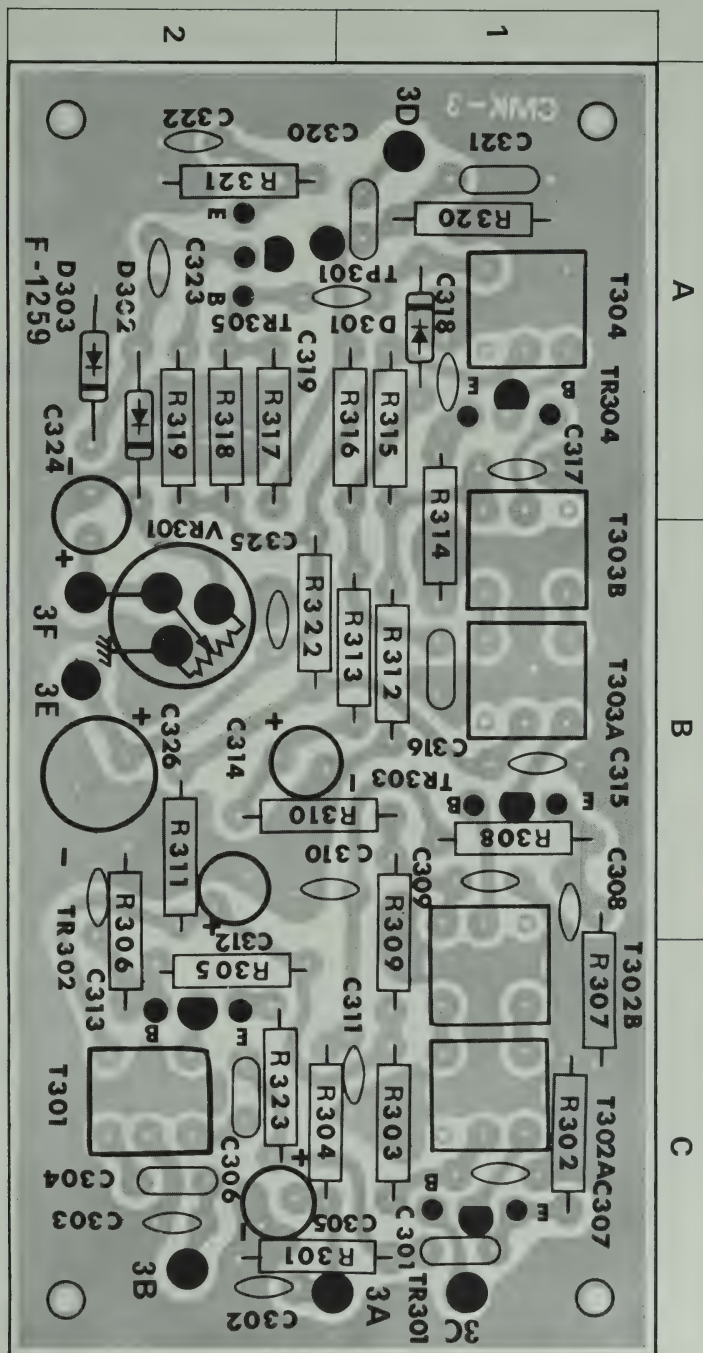 2
1
A
B
C
CMK-3
C322
C320
3D
C321
R321
R320
E
B
C323
TR305
TP301
D301
C318
T304
TR304
E
B
C317
F-1259
D303
D302
C319
R319
R318
R317
R316
R315
R314
C324
-
+
VR301
C325
R322
R313
R312
T303B
T303A
3F
3E
+
-
C326
C314
+
-
C316
C315
TR303
B
E
R310
R308
R311
C310
C309
C308
R309
+
C312
R306
TR302
C313
R305
B
E
C311
T302B
R307
T301
R323
R304
R303
R302
T302A
C307
C306
C304
C303
+
-
C305
R301
C301
B
E
TR301
3B
C302
3A
3C